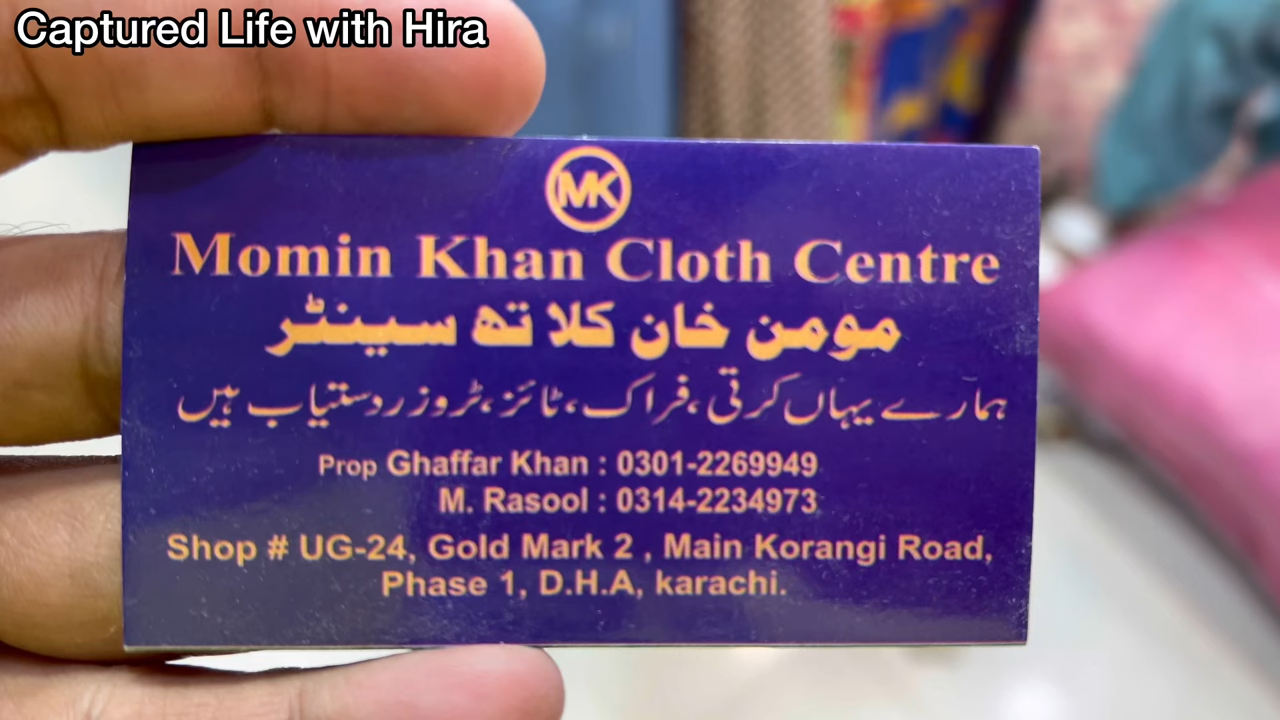 Captured Life with Hira
MK
Momin Khan Cloth Centre
مومن خان کلاتھ سینٹر
ہمارے یہاں کرتی ،فراک، ٹائز، ٹروزر دستیاب ہیں
Prop Ghaffar Khan : 0301-2269949
M. Rasool : 0314-2234973
Shop # UG-24, Gold Mark 2 , Main Korangi Road,
Phase 1, D.H.A, karachi.